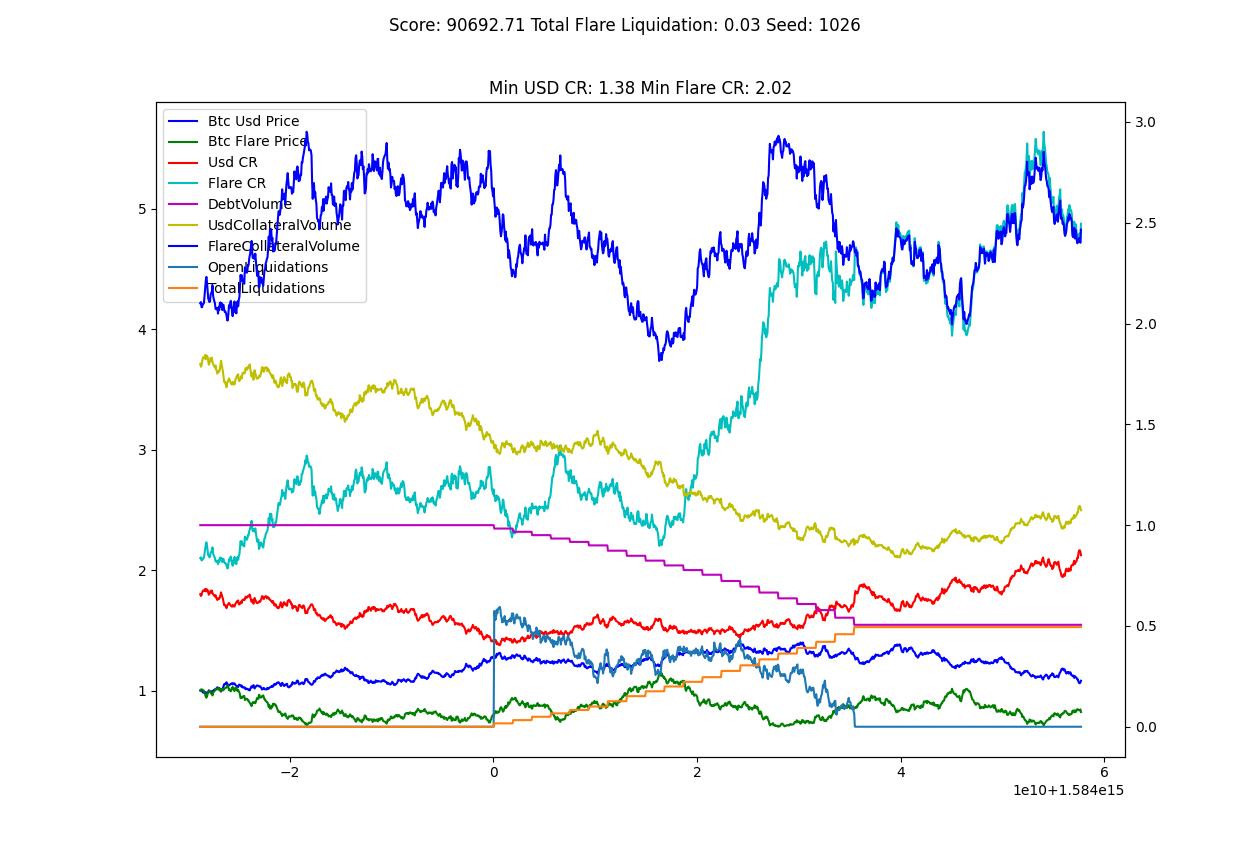 Score: 90692.71 Total Flare Liquidation: 0.03 Seed: 1026
Min USD CR: 1.38 Min Flare CR: 2.02
Btc Usd Price
Btc Flare Price
Usd CR
Flare CR
DebtVolume
UsdCollateralVolume
FlareCollateralVolume
OpenLiquidations
TotalLiquidations
5
4
3
2
1
3.0
2.5
2.0
1.5
1.0
0.5
0.0
−2 0 2 4 6
1e10+1.584e15